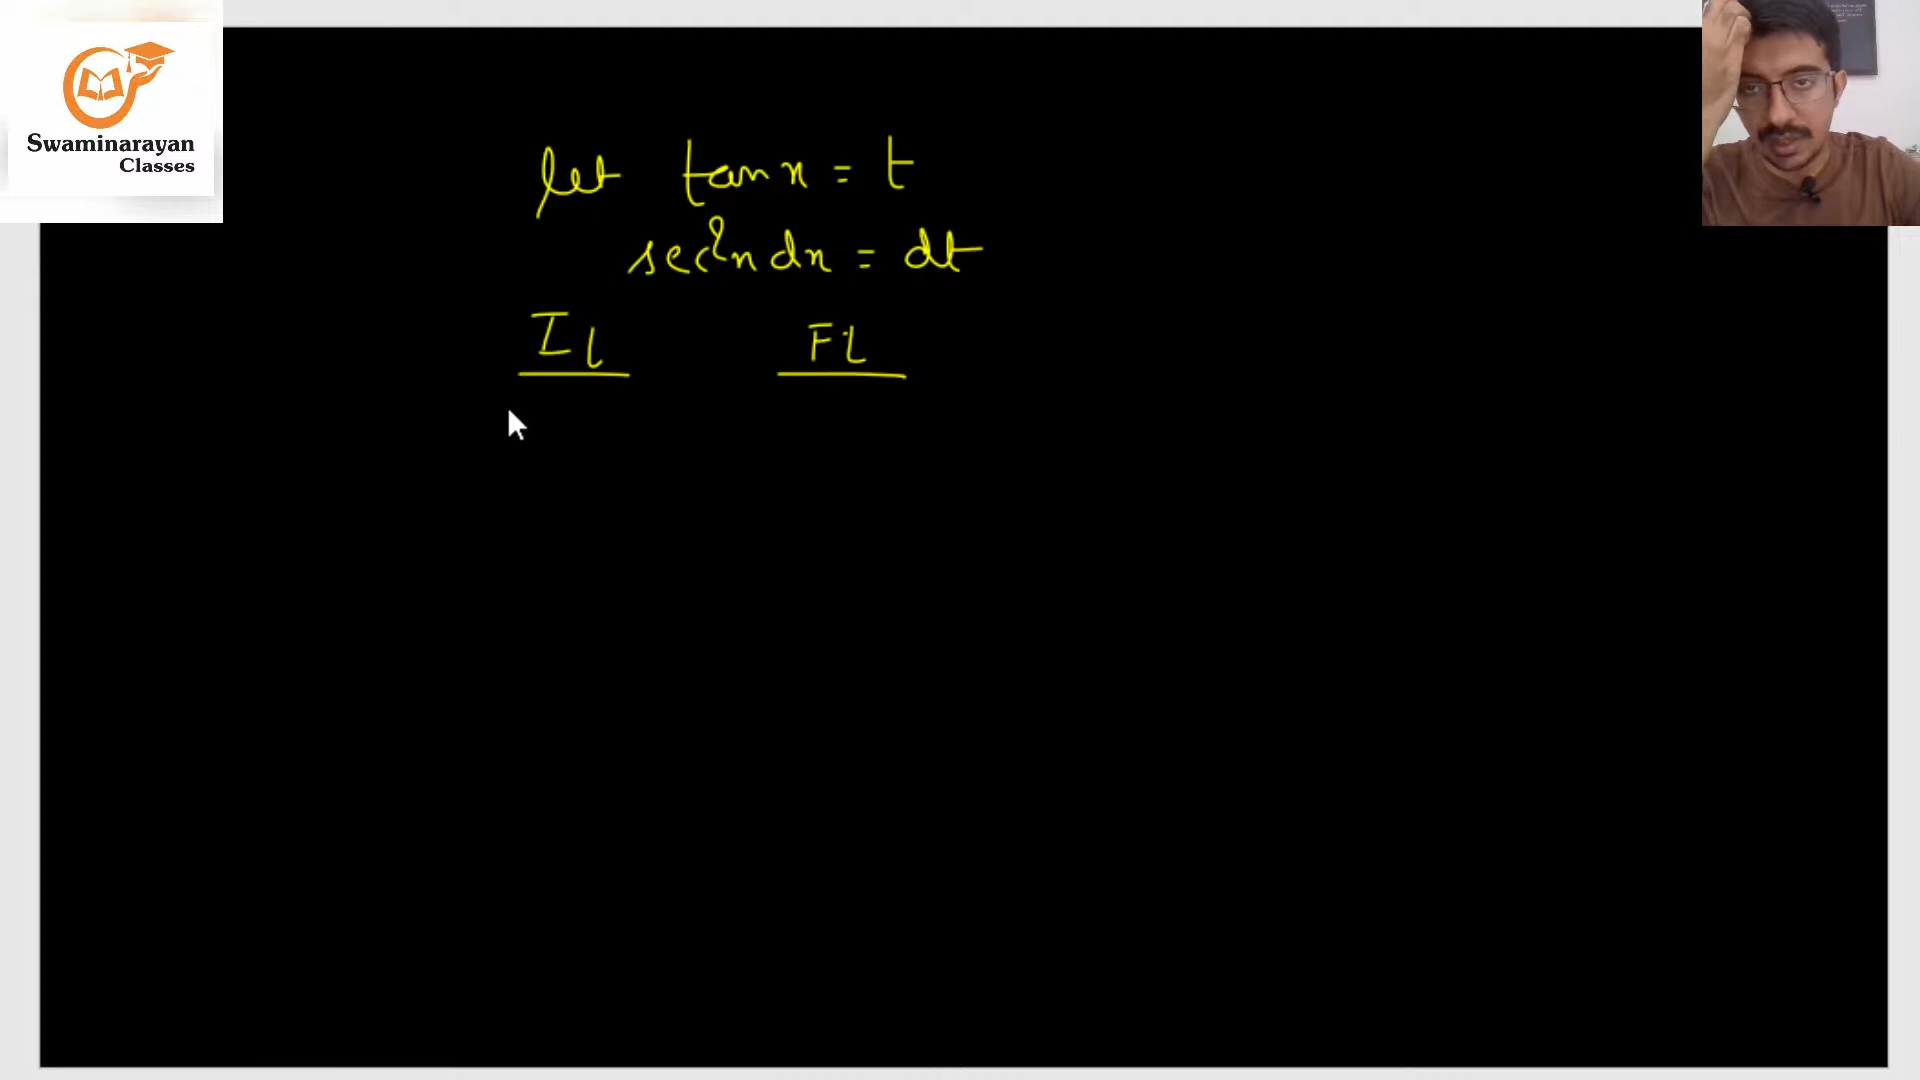 Swaminarayan
Classes
let tan x = t
sec²x dx = dt
IL FL